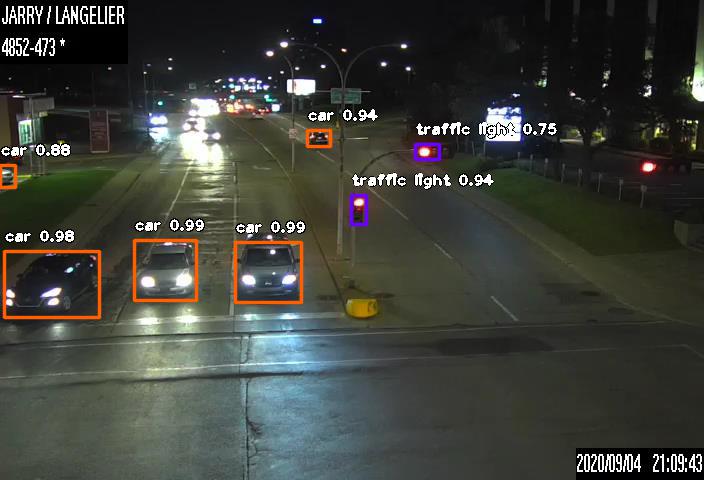 JARRY / LANGELIER
4852-473 *
car 0.94
traffic light 0.75
car 0.88
traffic light 0.94
car 0.99
car 0.99
car 0.98
2020/09/04 21:09:43